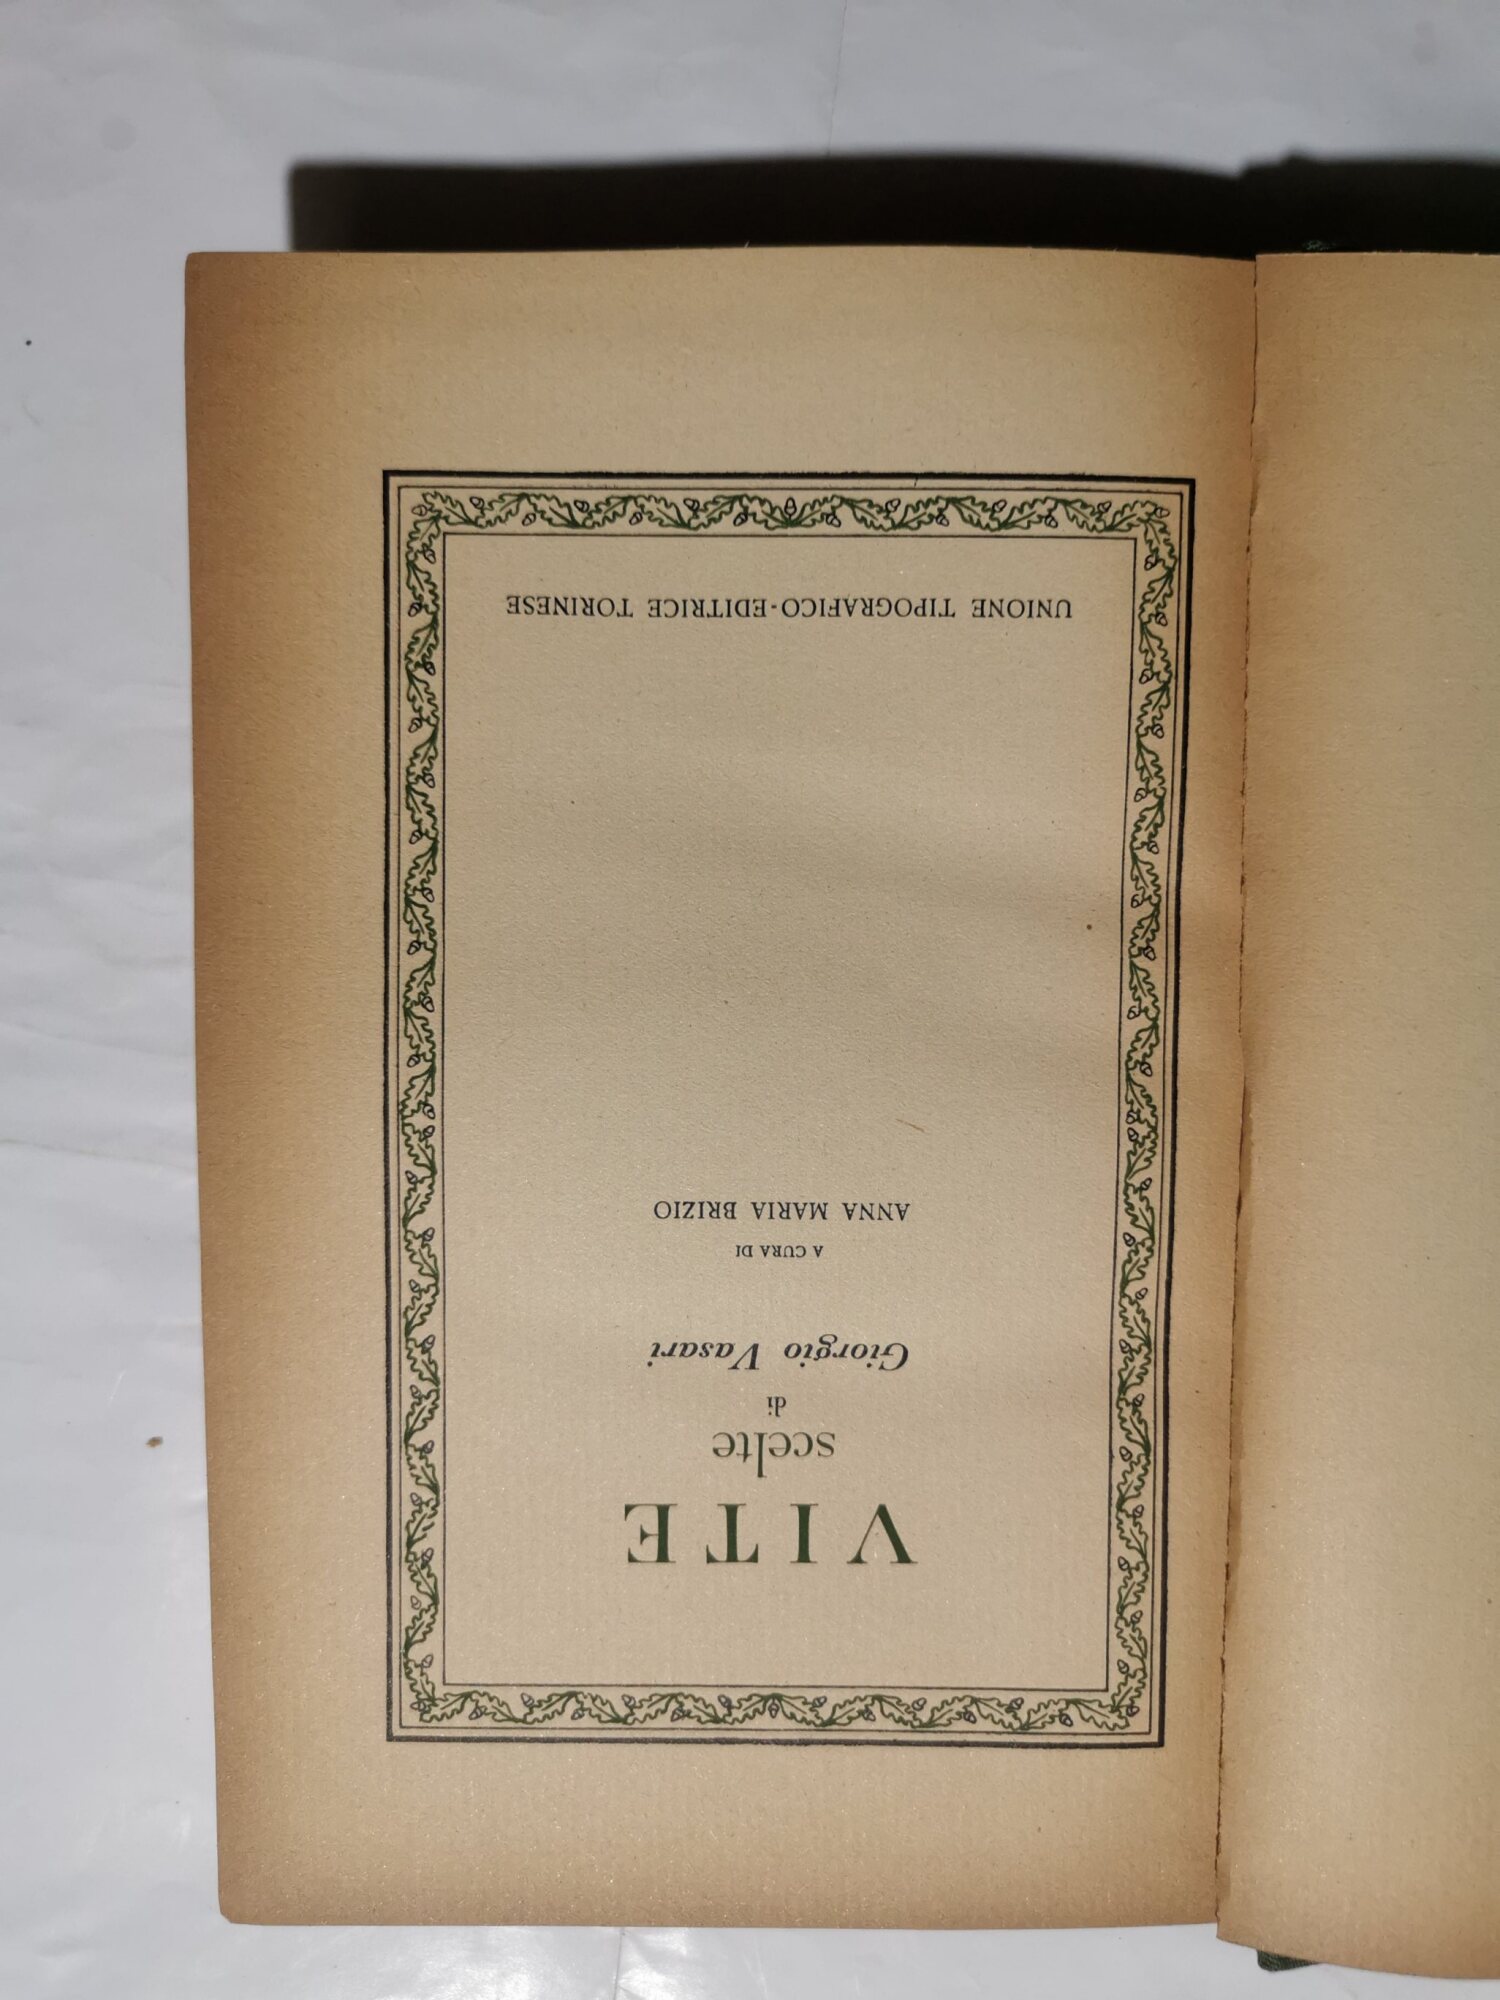 VITE
scelte
di
Giorgio Vasari
A CURA DI
ANNA MARIA BRIZIO
UNIONE TIPOGRAFICO-EDITRICE TORINESE